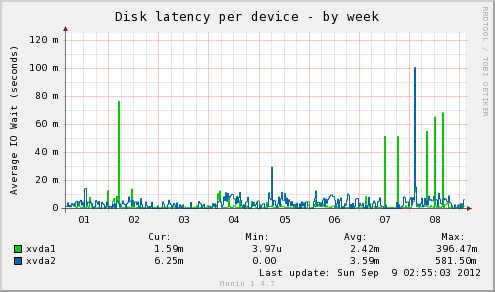 Disk latency per device - by week
RRDTOOL / TOBI OETIKER
Average IO Wait (seconds)
120 m
100 m
80 m
60 m
40 m
20 m
0
01 02 03 04 05 06 07 08
Cur: Min: Avg: Max:
xvda1 1.59m 3.97u 2.42m 396.47m
xvda2 6.25m 0.00 3.59m 581.50m
Last update: Sun Sep 9 02:55:03 2012
Munin 1.4.7